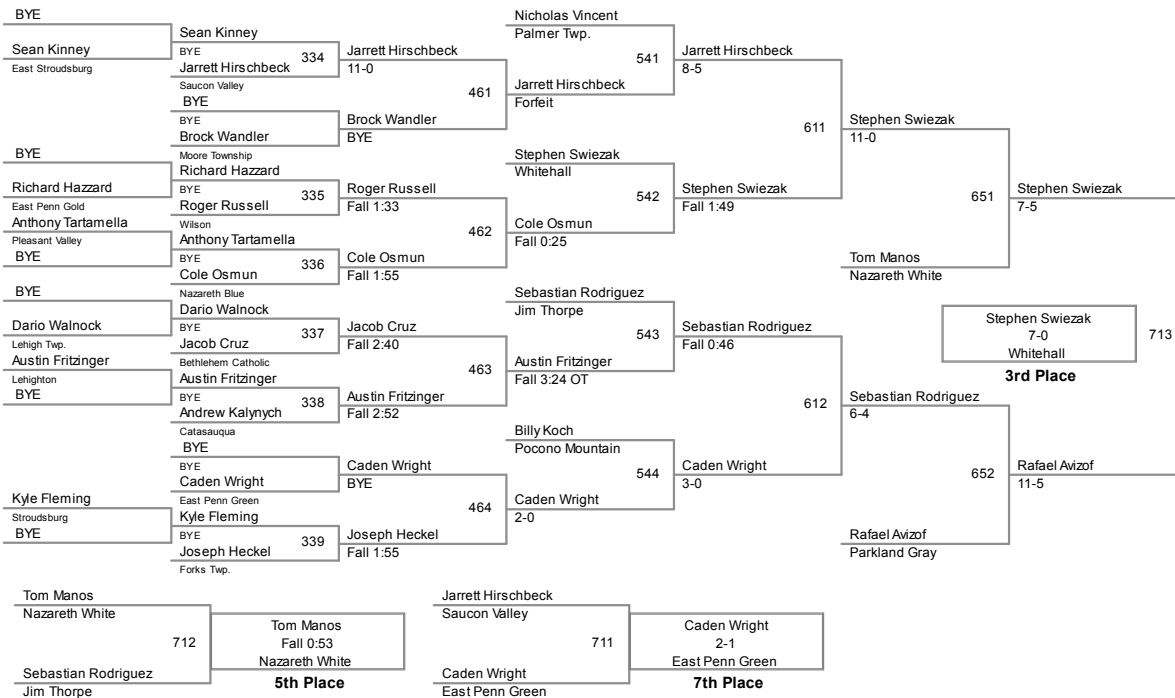 BYE
Sean Kinney
East Stroudsburg
BYE
Richard Hazzard
East Penn Gold
Anthony Tartamella
Pleasant Valley
BYE
BYE
Dario Walnock
Lehigh Twp.
Austin Fritzinger
Lehighton
BYE
Kyle Fleming
Stroudsburg
BYE
Sean Kinney
BYE
334
Jarrett Hirschbeck
Saucon Valley
BYE
BYE
Brock Wandler
Moore Township
Richard Hazzard
BYE
335
Roger Russell
Wilson
Anthony Tartamella
BYE
336
Cole Osmun
Nazareth Blue
Dario Walnock
BYE
337
Jacob Cruz
Bethlehem Catholic
Austin Fritzinger
BYE
338
Andrew Kalynych
Catasauqua
BYE
BYE
Caden Wright
East Penn Green
Kyle Fleming
BYE
339
Joseph Heckel
Forks Twp.
Jarrett Hirschbeck
11-0
461
Brock Wandler
BYE
Roger Russell
Fall 1:33
462
Cole Osmun
Fall 1:55
Jacob Cruz
Fall 2:40
463
Austin Fritzinger
Fall 2:52
Caden Wright
BYE
464
Joseph Heckel
Fall 1:55
Nicholas Vincent
Palmer Twp.
541
Jarrett Hirschbeck
Forfeit
Stephen Swiezak
Whitehall
542
Cole Osmun
Fall 0:25
Sebastian Rodriguez
Jim Thorpe
543
Austin Fritzinger
Fall 3:24 OT
Billy Koch
Pocono Mountain
544
Caden Wright
2-0
Jarrett Hirschbeck
8-5
611
Stephen Swiezak
Fall 1:49
Sebastian Rodriguez
Fall 0:46
612
Caden Wright
3-0
Stephen Swiezak
11-0
651
Tom Manos
Nazareth White
Sebastian Rodriguez
6-4
652
Rafael Avizof
Parkland Gray
Stephen Swiezak
7-5
Rafael Avizof
11-5
Stephen Swiezak
7-0
Whitehall
713
3rd Place
Tom Manos
Nazareth White
712
Sebastian Rodriguez
Jim Thorpe
Tom Manos
Fall 0:53
Nazareth White
5th Place
Jarrett Hirschbeck
Saucon Valley
711
Caden Wright
East Penn Green
Caden Wright
2-1
East Penn Green
7th Place